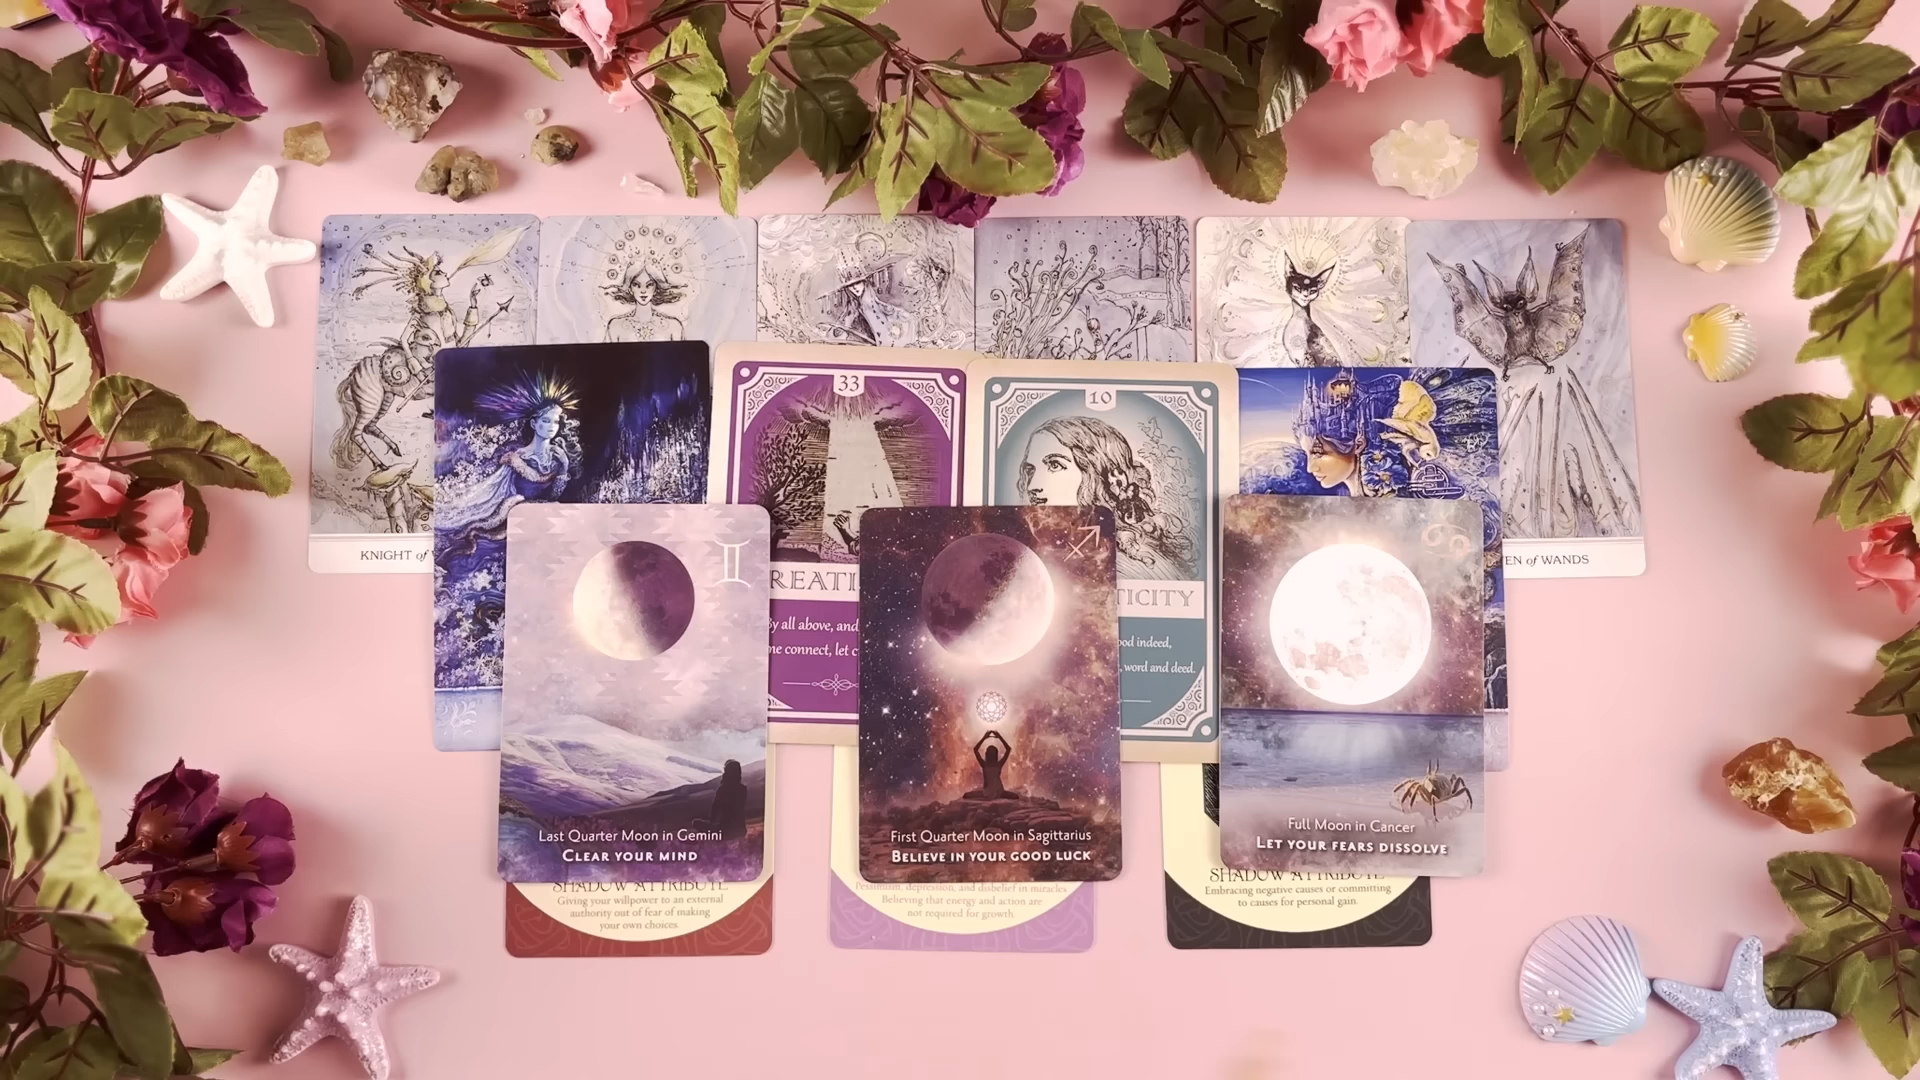 KNIGHT of
EN of WANDS
33
10
REATI
TICITY
By all above, and
me connect, let c
ood indeed,
word and deed.
Last Quarter Moon in Gemini
CLEAR YOUR MIND
First Quarter Moon in Sagittarius
BELIEVE IN YOUR GOOD LUCK
Full Moon in Cancer
LET YOUR FEARS DISSOLVE
SHADOW ATTRIBUTE
Giving your willpower to an external
authority out of fear of making
your own choices.
Pessimism, depression, and disbelief in miracles.
Believing that energy and action are
not required for growth.
SHADOW ATTRIBUTE
Embracing negative causes or committing
to causes for personal gain.